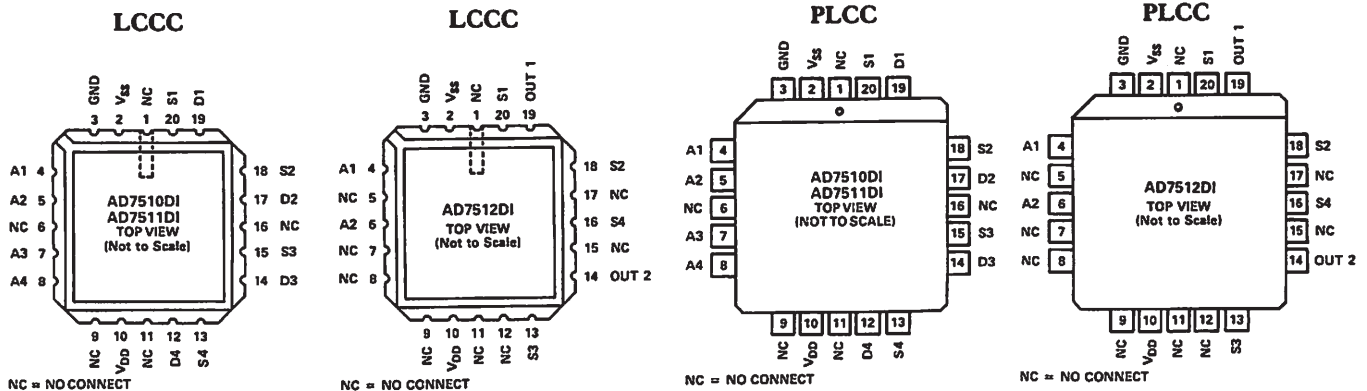 LCCC
GND VSS NC S1 D1
3 2 1 20 19
A1 4 18 S2
A2 5 17 D2
NC 6 16 NC
A3 7 15 S3
A4 8 14 D3
AD7510DI
AD7511DI
TOP VIEW
(Not to Scale)
9 10 11 12 13
NC VDD NC D4 S4
NC = NO CONNECT
LCCC
GND VSS NC S1 OUT 1
3 2 1 20 19
A1 4 18 S2
NC 5 17 NC
A2 6 16 S4
NC 7 15 NC
NC 8 14 OUT 2
AD7512DI
TOP VIEW
(Not to Scale)
9 10 11 12 13
NC VDD NC NC S3
NC = NO CONNECT
PLCC
GND VSS NC S1 D1
3 2 1 20 19
A1 4 18 S2
A2 5 17 D2
NC 6 16 NC
A3 7 15 S3
A4 8 14 D3
AD7510DI
AD7511DI
TOP VIEW
(NOT TO SCALE)
9 10 11 12 13
NC VDD NC D4 S4
NC = NO CONNECT
PLCC
GND VSS NC S1 OUT 1
3 2 1 20 19
A1 4 18 S2
NC 5 17 NC
A2 6 16 S4
NC 7 15 NC
NC 8 14 OUT 2
AD7512DI
TOP VIEW
(Not to Scale)
9 10 11 12 13
NC VDD NC NC S3
NC = NO CONNECT